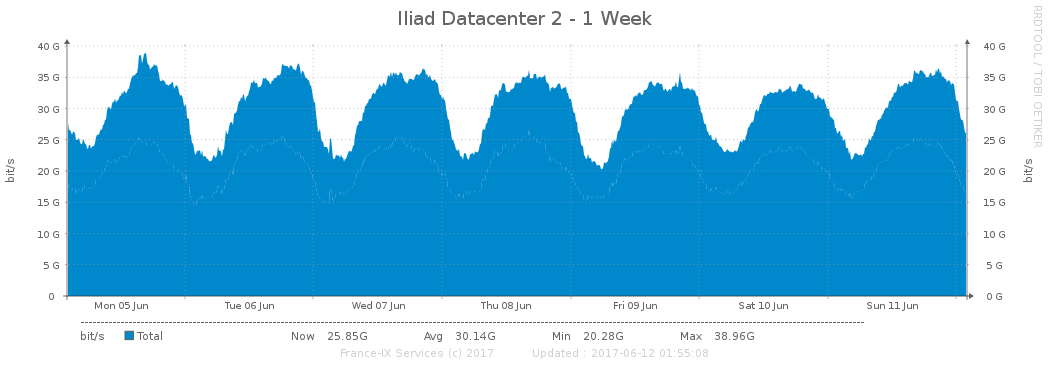 Iliad Datacenter 2 - 1 Week
RRDTOOL / TOBI OETIKER
bit/s
40 G 40 G
35 G 35 G
30 G 30 G
25 G 25 G
20 G 20 G
15 G 15 G
10 G 10 G
5 G 5 G
0 0 G
bit/s
Mon 05 Jun Tue 06 Jun Wed 07 Jun Thu 08 Jun Fri 09 Jun Sat 10 Jun Sun 11 Jun
bit/s Total Now 25.85G Avg 30.14G Min 20.28G Max 38.96G
France-IX Services (c) 2017 Updated : 2017-06-12 01:55:08